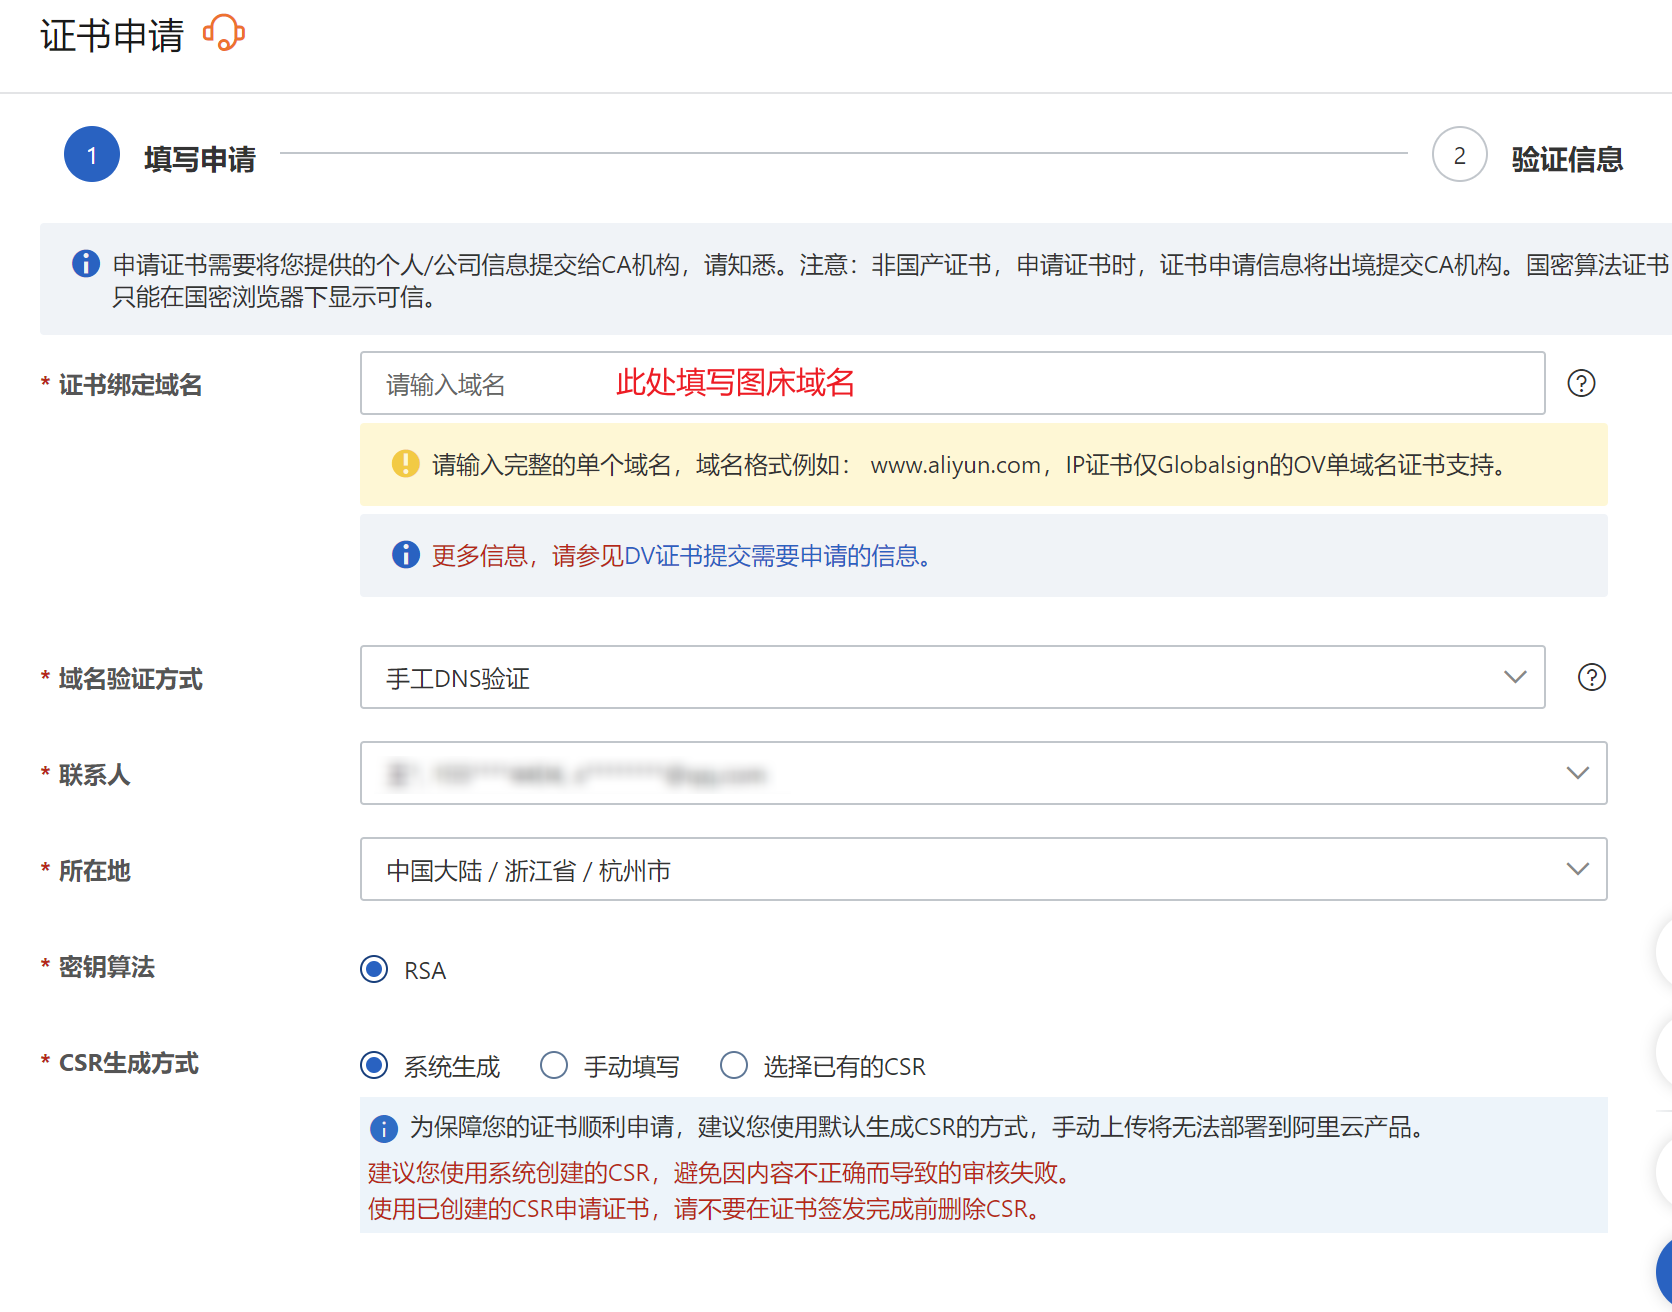 证书申请
1 填写申请 2 验证信息
申请证书需要将您提供的个人/公司信息提交给CA机构，请知悉。注意：非国产证书，申请证书时，证书申请信息将出境提交CA机构。国密算法证书
只能在国密浏览器下显示可信。
* 证书绑定域名 请输入域名 此处填写图床域名
请输入完整的单个域名，域名格式例如： www.aliyun.com，IP证书仅Globalsign的OV单域名证书支持。
更多信息，请参见DV证书提交需要申请的信息。
* 域名验证方式 手工DNS验证
* 联系人
* 所在地 中国大陆 / 浙江省 / 杭州市
* 密钥算法 RSA
* CSR生成方式 系统生成 手动填写 选择已有的CSR
为保障您的证书顺利申请，建议您使用默认生成CSR的方式，手动上传将无法部署到阿里云产品。
建议您使用系统创建的CSR，避免因内容不正确而导致的审核失败。
使用已创建的CSR申请证书，请不要在证书签发完成前删除CSR。